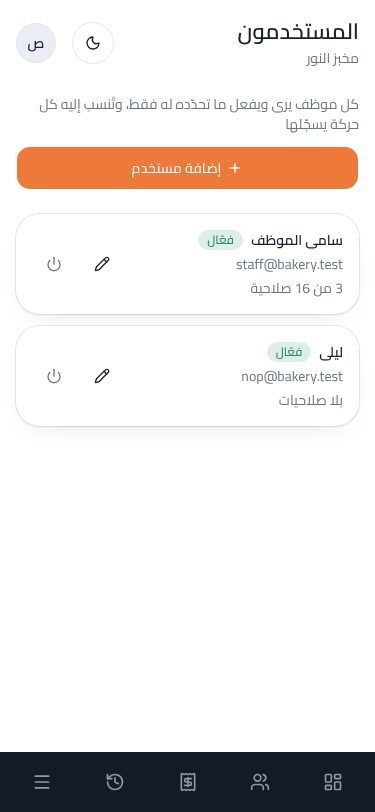 المستخدمون
مخبز النور
ص
كل موظف يرى ويفعل ما تحدّده له فقط، وتُنسب إليه كل
حركة يسجّلها
إضافة مستخدم
سامي الموظف فعّال
staff@bakery.test
3 من 16 صلاحية
ليلى فعّال
nop@bakery.test
بلا صلاحيات